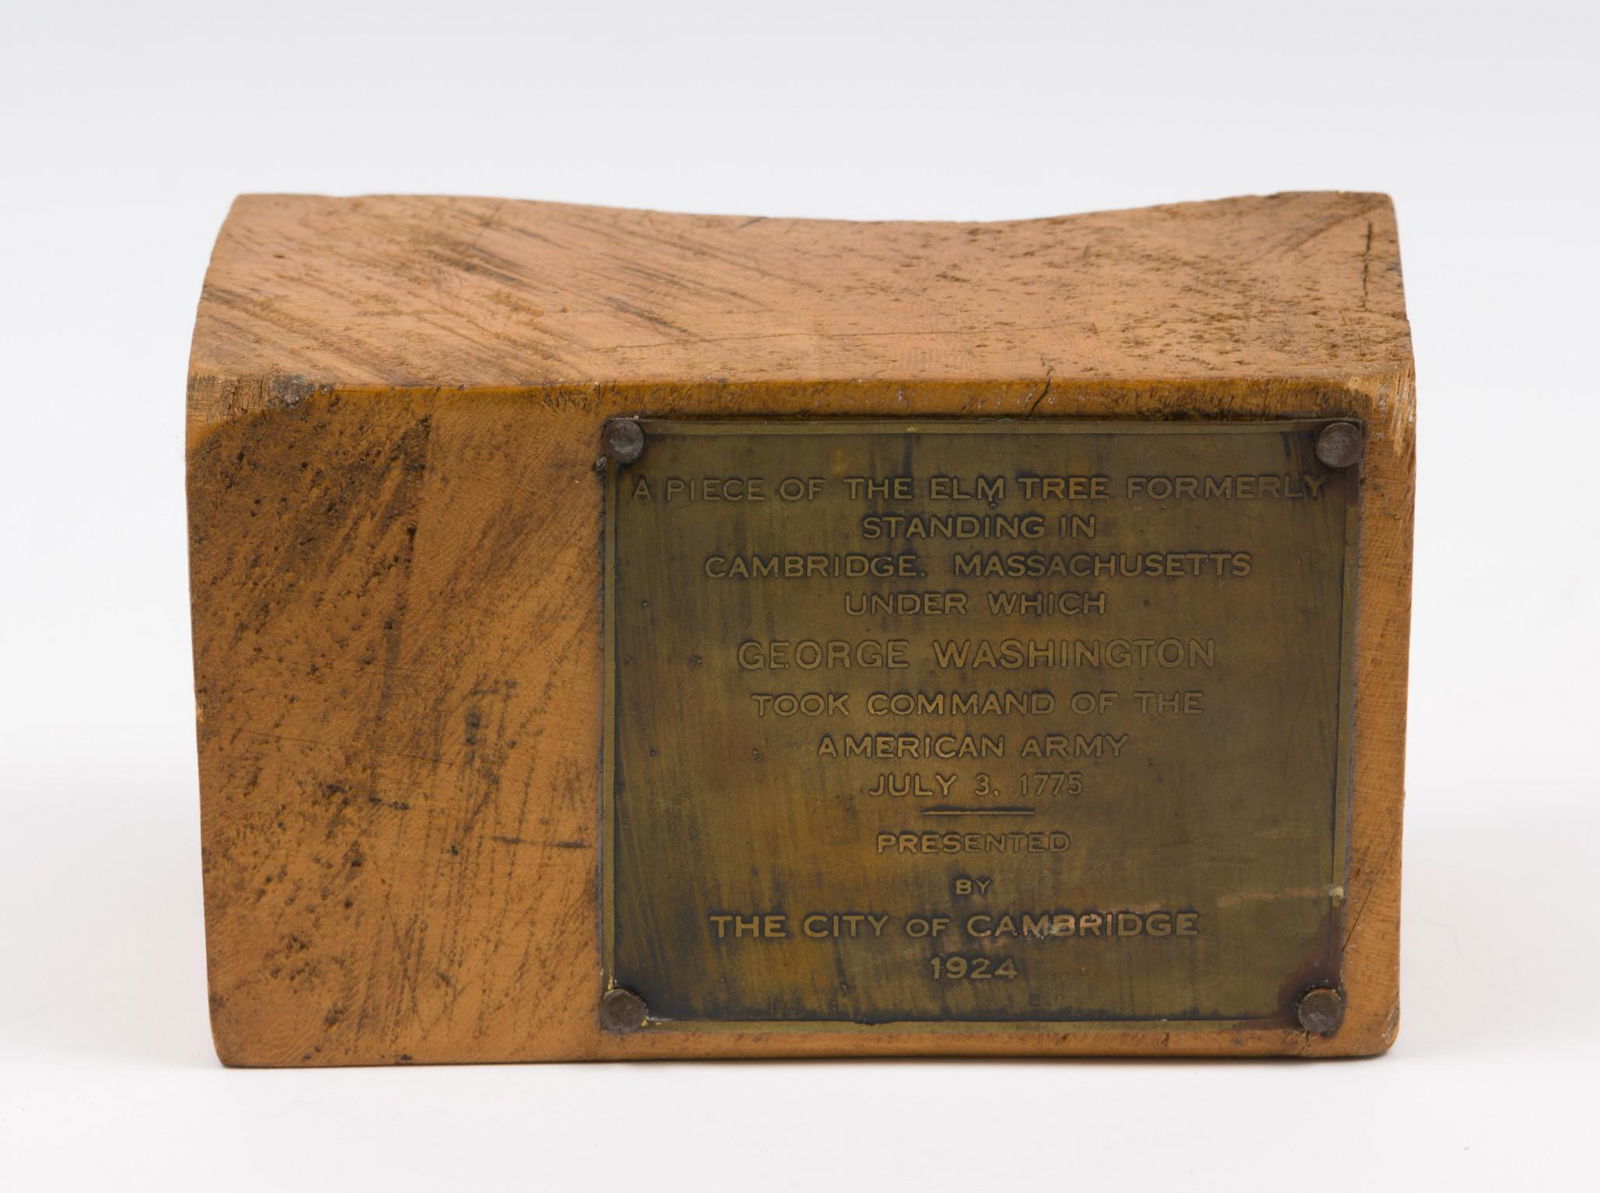 A PIECE OF THE ELM TREE FORMERLY
STANDING IN
CAMBRIDGE. MASSACHUSETTS
UNDER WHICH
GEORGE WASHINGTON
TOOK COMMAND OF THE
AMERICAN ARMY
JULY 3, 1775
PRESENTED
BY
THE CITY OF CAMBRIDGE
1924